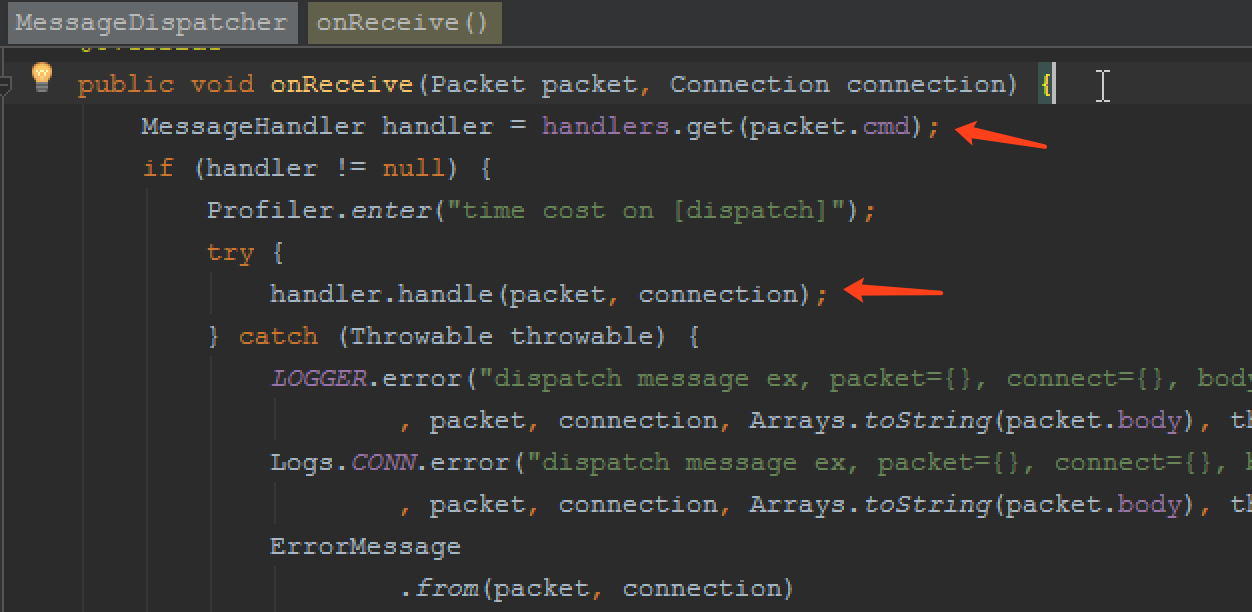 MessageDispatcher onReceive()
public void onReceive(Packet packet, Connection connection) {
MessageHandler handler = handlers.get(packet.cmd);
if (handler != null) {
Profiler.enter("time cost on [dispatch]");
try {
handler.handle(packet, connection);
} catch (Throwable throwable) {
LOGGER.error("dispatch message ex, packet={}, connect={}, body
, packet, connection, Arrays.toString(packet.body), th
Logs.CONN.error("dispatch message ex, packet={}, connect={},
, packet, connection, Arrays.toString(packet.body), th
ErrorMessage
.from(packet, connection)